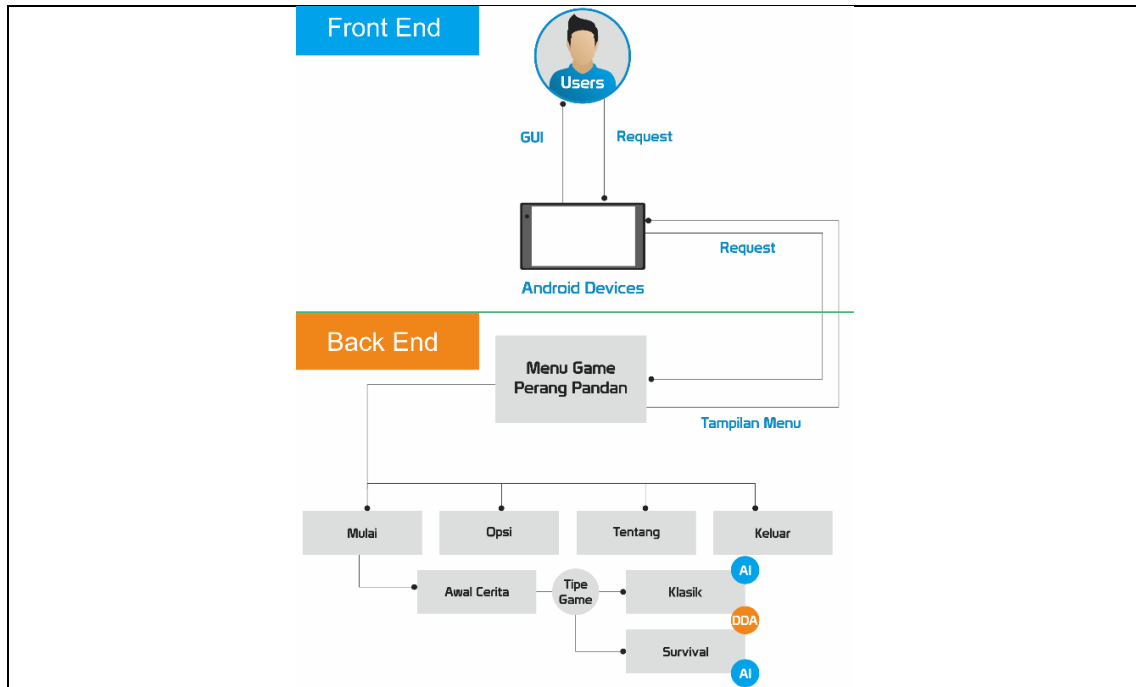 Front End
Users
GUI
Request
Request
Android Devices
Back End
Menu Game
Perang Pandan
Tampilan Menu
Mulai
Opsi
Tentang
Keluar
AI
Awal Cerita
Tipe
Game
Klasik
DDA
Survival
AI